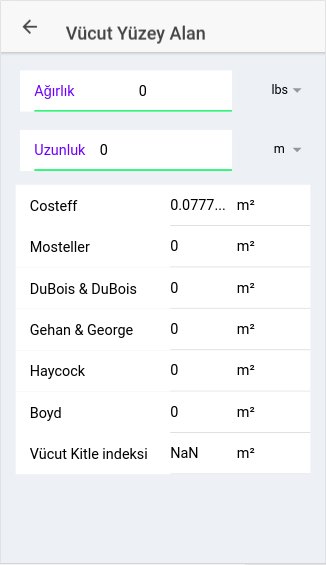 Vücut Yüzey Alan
Ağırlık 0 lbs
Uzunluk 0 m
Costeff 0.0777... m²
Mosteller 0 m²
DuBois & DuBois 0 m²
Gehan & George 0 m²
Haycock 0 m²
Boyd 0 m²
Vücut Kitle indeksi NaN m²